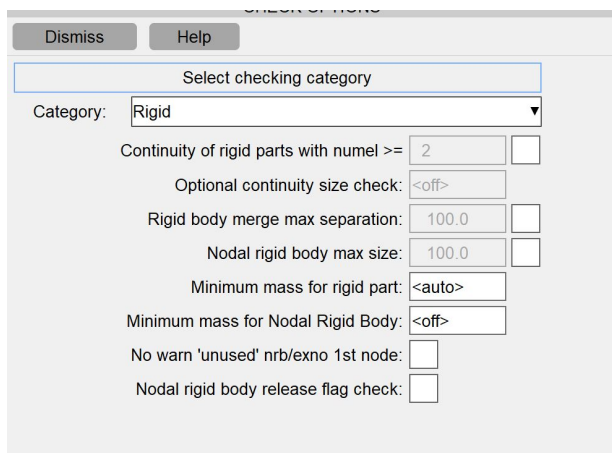 CHECK OPTIONS
Dismiss Help
Select checking category
Category: Rigid
Continuity of rigid parts with numel >= 2
Optional continuity size check: <off>
Rigid body merge max separation: 100.0
Nodal rigid body max size: 100.0
Minimum mass for rigid part: <auto>
Minimum mass for Nodal Rigid Body: <off>
No warn 'unused' nrb/exno 1st node:
Nodal rigid body release flag check: